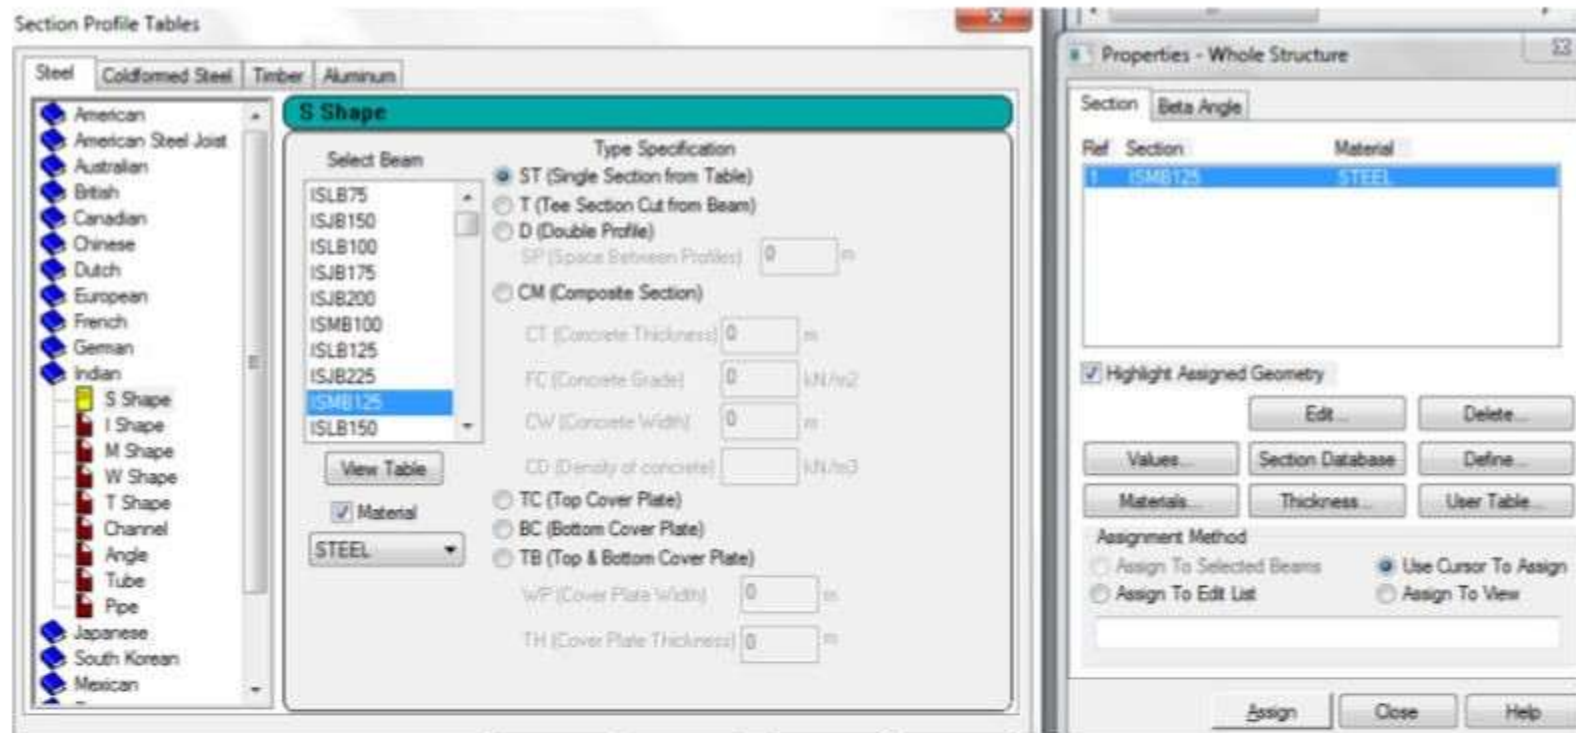 Section Profile Tables
Steel
Coldformed Steel
Timber
Aluminum
American
American Steel Joist
Australian
British
Canadian
Chinese
Dutch
European
French
German
Indian
S Shape
I Shape
M Shape
W Shape
T Shape
Channel
Angle
Tube
Pipe
Japanese
South Korean
Mexican
S Shape
Select Beam
ISLB75
ISJB150
ISLB100
ISJB175
ISJB200
ISMB100
ISLB125
ISJB225
ISMB125
ISLB150
View Table
Material
STEEL
Type Specification
ST (Single Section from Table)
T (Tee Section Cut from Beam)
D (Double Profile)
SP (Space Between Profiles) 0 m
CM (Composite Section)
CT (Concrete Thickness) 0 m
FC (Concrete Grade) 0 kN/m2
CW (Concrete Width) 0 m
CD (Density of concrete) kN/m3
TC (Top Cover Plate)
BC (Bottom Cover Plate)
TB (Top & Bottom Cover Plate)
WP (Cover Plate Width) 0 m
TH (Cover Plate Thickness) 0 m
Properties - Whole Structure
Section
Beta Angle
Ref Section Material
1 ISMB125 STEEL
Highlight Assigned Geometry
Edit... Delete...
Values... Section Database Define...
Materials... Thickness... User Table...
Assignment Method
Assign To Selected Beams Use Cursor To Assign
Assign To Edit List Assign To View
Assign Close Help